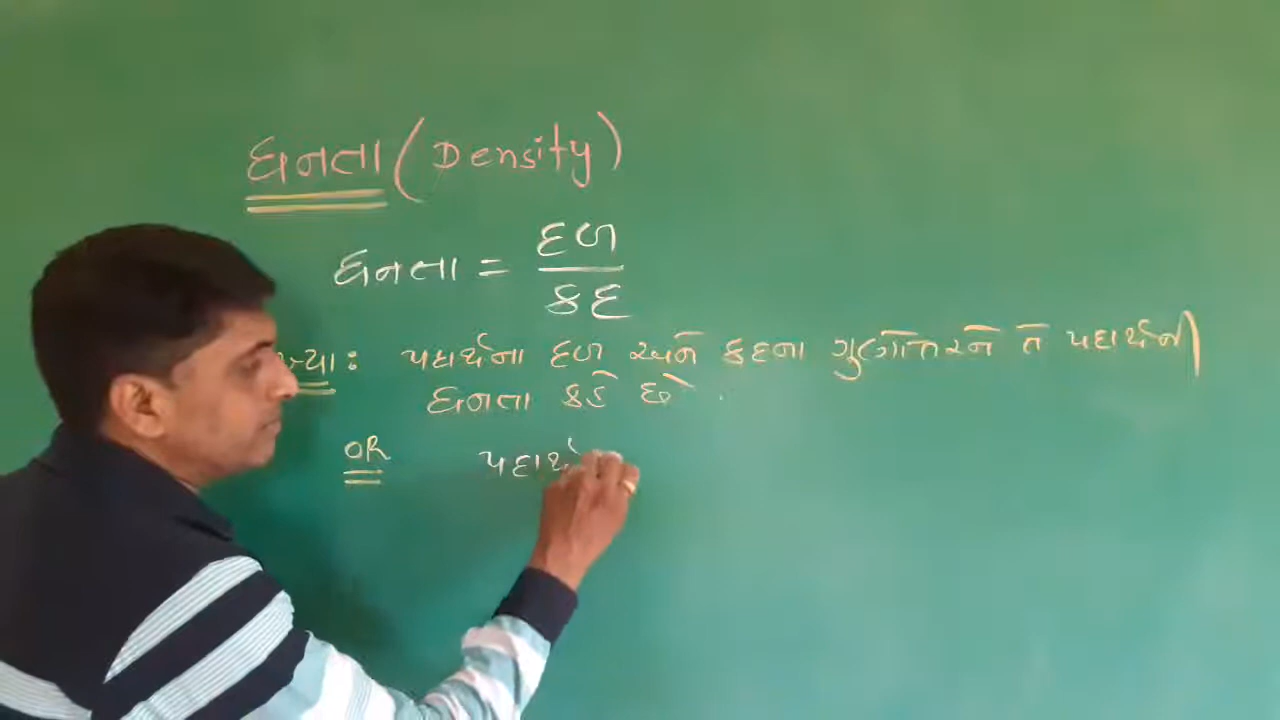 ઘનતા (Density)
ઘનતા = દળ
કદ
પદાર્થના દળ અને કદના ગુણોત્તરને તે પદાર્થની
ઘનતા કહે છે.
OR પદાર્થ